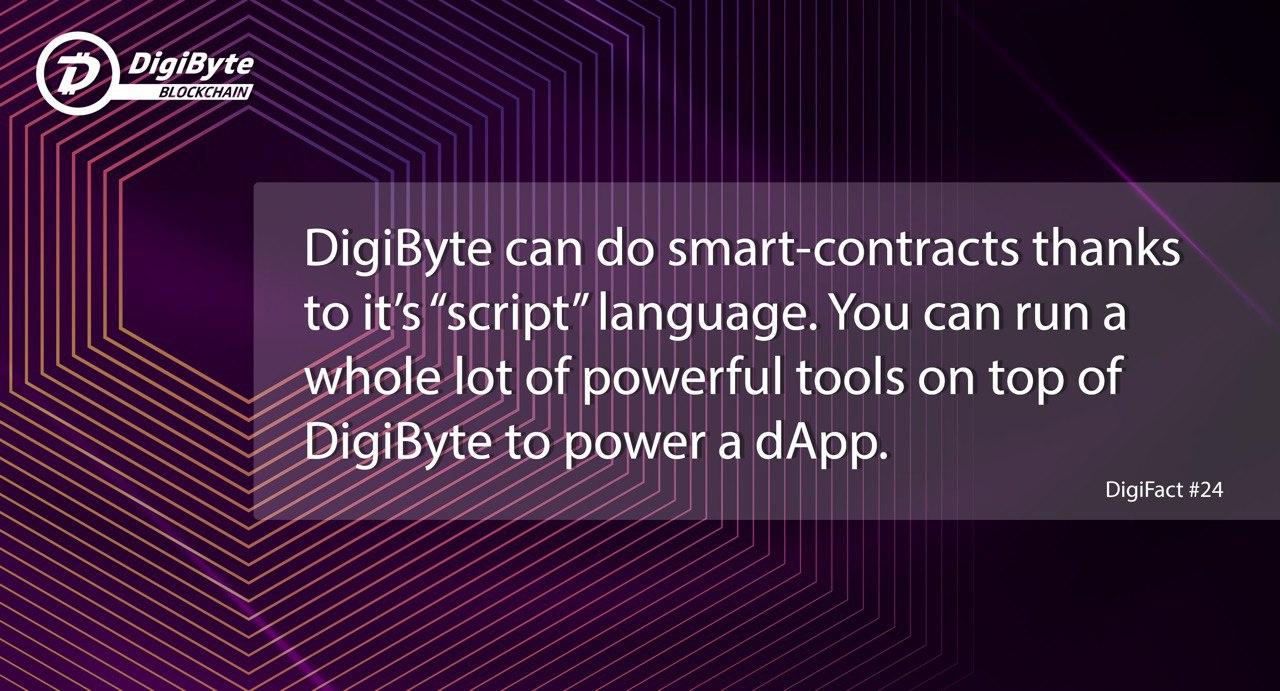 DigiByte
BLOCKCHAIN
DigiByte can do smart-contracts thanks
to it’s “script” language. You can run a
whole lot of powerful tools on top of
DigiByte to power a dApp.
DigiFact #24